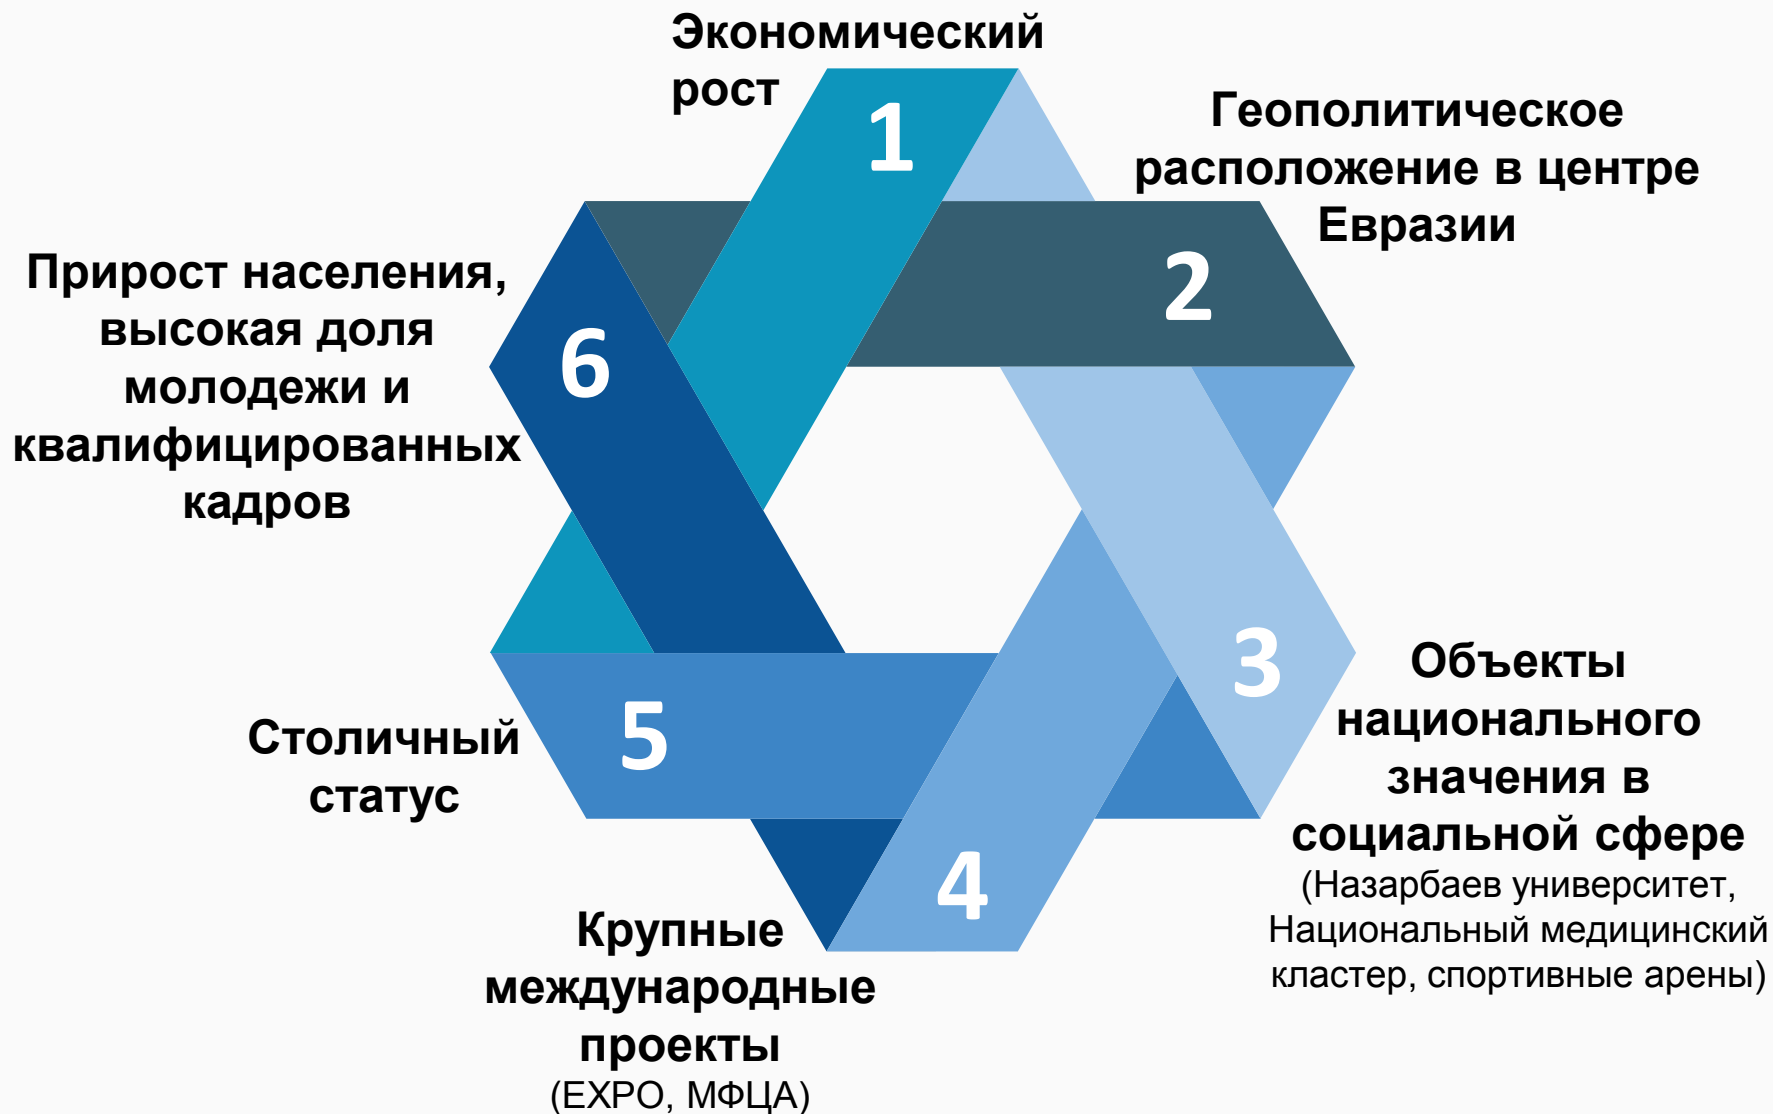 1
Экономический
рост
2
Геополитическое
расположение в центре
Евразии
3
Объекты
национального
значения в
социальной сфере
(Назарбаев университет,
Национальный медицинский
кластер, спортивные арены)
4
Крупные
международные
проекты
(EXPO, МФЦА)
5
Столичный
статус
6
Прирост населения,
высокая доля
молодежи и
квалифицированных
кадров